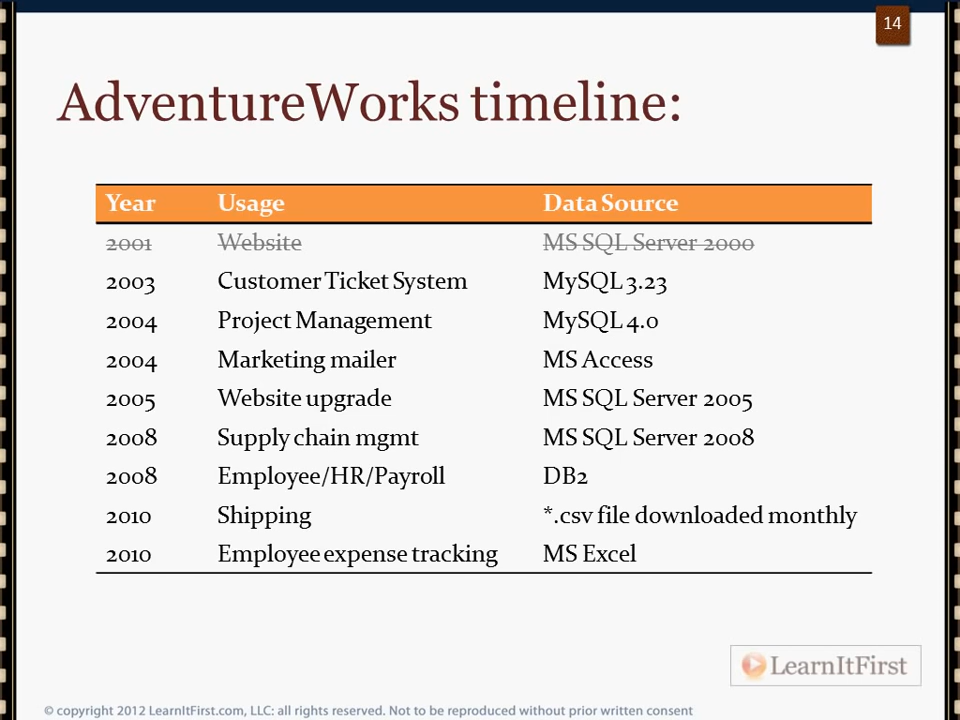 14
AdventureWorks timeline:
Year Usage Data Source
2001 Website MS SQL Server 2000
2003 Customer Ticket System MySQL 3.23
2004 Project Management MySQL 4.0
2004 Marketing mailer MS Access
2005 Website upgrade MS SQL Server 2005
2008 Supply chain mgmt MS SQL Server 2008
2008 Employee/HR/Payroll DB2
2010 Shipping *.csv file downloaded monthly
2010 Employee expense tracking MS Excel
LearnItFirst
© copyright 2012 LearnItFirst.com, LLC: all rights reserved. Not to be reproduced without prior written consent